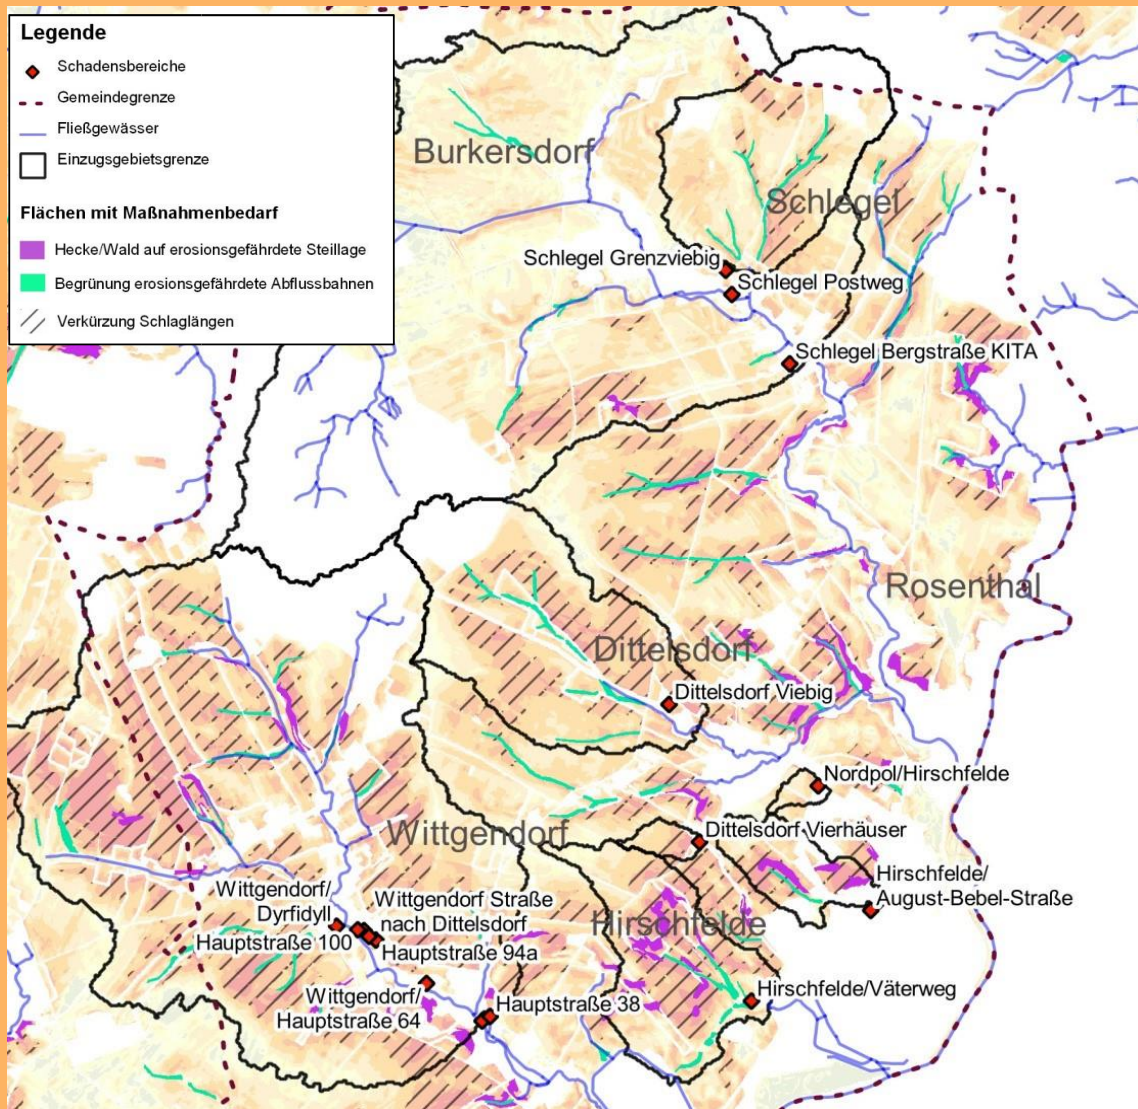 Legende
Schadensbereiche
Gemeindegrenze
Fließgewässer
Einzugsgebietsgrenze
Flächen mit Maßnahmenbedarf
Hecke/Wald auf erosionsgefährdete Steillage
Begrünung erosionsgefährdete Abflussbahnen
Verkürzung Schlaglängen
Burkersdorf
Schlegel
Schlegel Grenzviebig
Schlegel Postweg
Schlegel Bergstraße KITA
Rosenthal
Dittelsdorf
Dittelsdorf Viebig
Nordpol/Hirschfelde
Wittgendorf
Dittelsdorf Vierhäuser
Hirschfelde/
August-Bebel-Straße
Wittgendorf/
Dyrfidyll
Hauptstraße 100
Wittgendorf Straße
nach Dittelsdorf
Hauptstraße 94a
Hirschfelde
Wittgendorf/
Hauptstraße 64
Hauptstraße 38
Hirschfelde/Väterweg